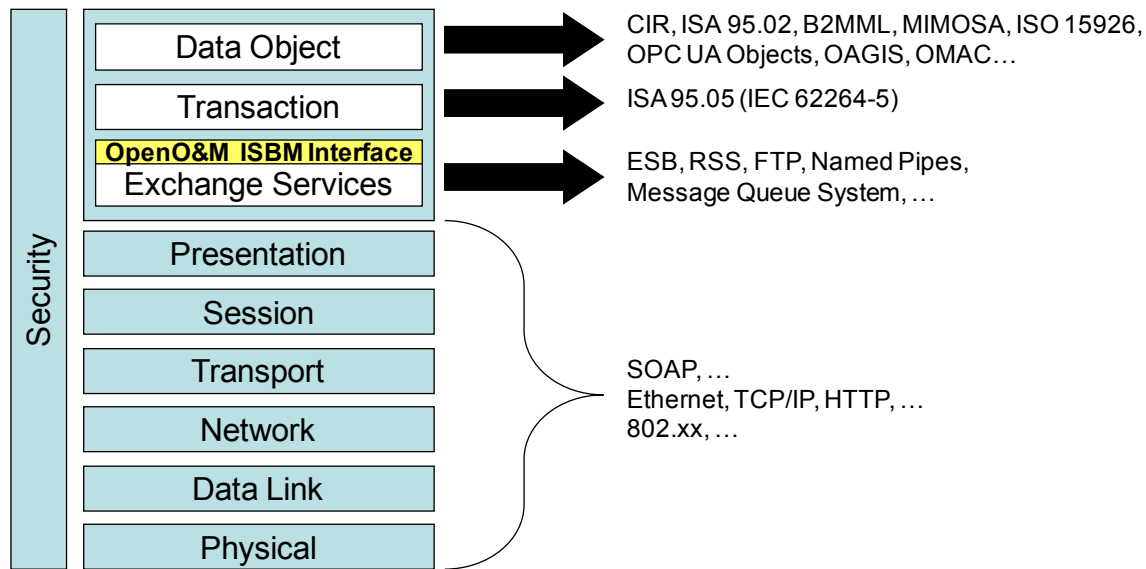 Security
Data Object
CIR, ISA 95.02, B2MML, MIMOSA, ISO 15926,
OPC UA Objects, OAGIS, OMAC…
Transaction
ISA 95.05 (IEC 62264-5)
OpenO&M ISBM Interface
Exchange Services
ESB, RSS, FTP, Named Pipes,
Message Queue System, …
Presentation
Session
Transport
Network
Data Link
Physical
SOAP, …
Ethernet, TCP/IP, HTTP, …
802.xx, …